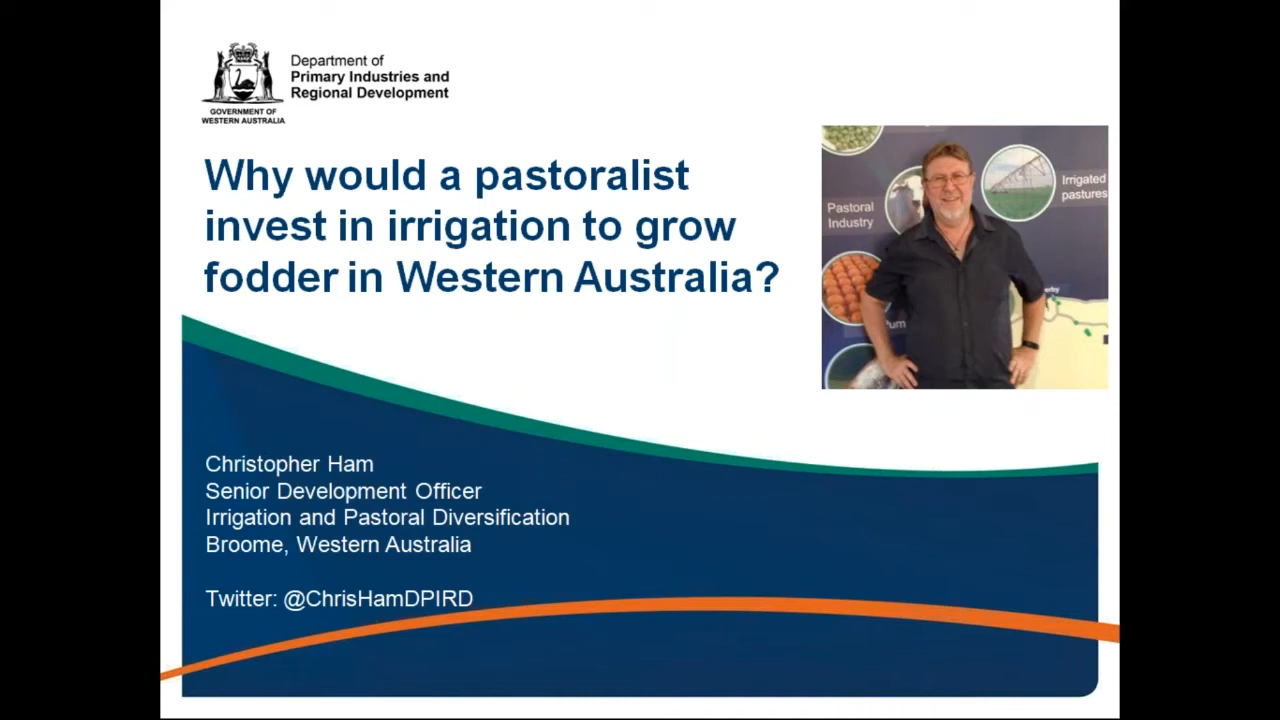 Department of
Primary Industries and
Regional Development
GOVERNMENT OF
WESTERN AUSTRALIA
Why would a pastoralist
invest in irrigation to grow
fodder in Western Australia?
Irrigated
pastures
Pastoral
Industry
Christopher Ham
Senior Development Officer
Irrigation and Pastoral Diversification
Broome, Western Australia
Twitter: @ChrisHamDPIRD